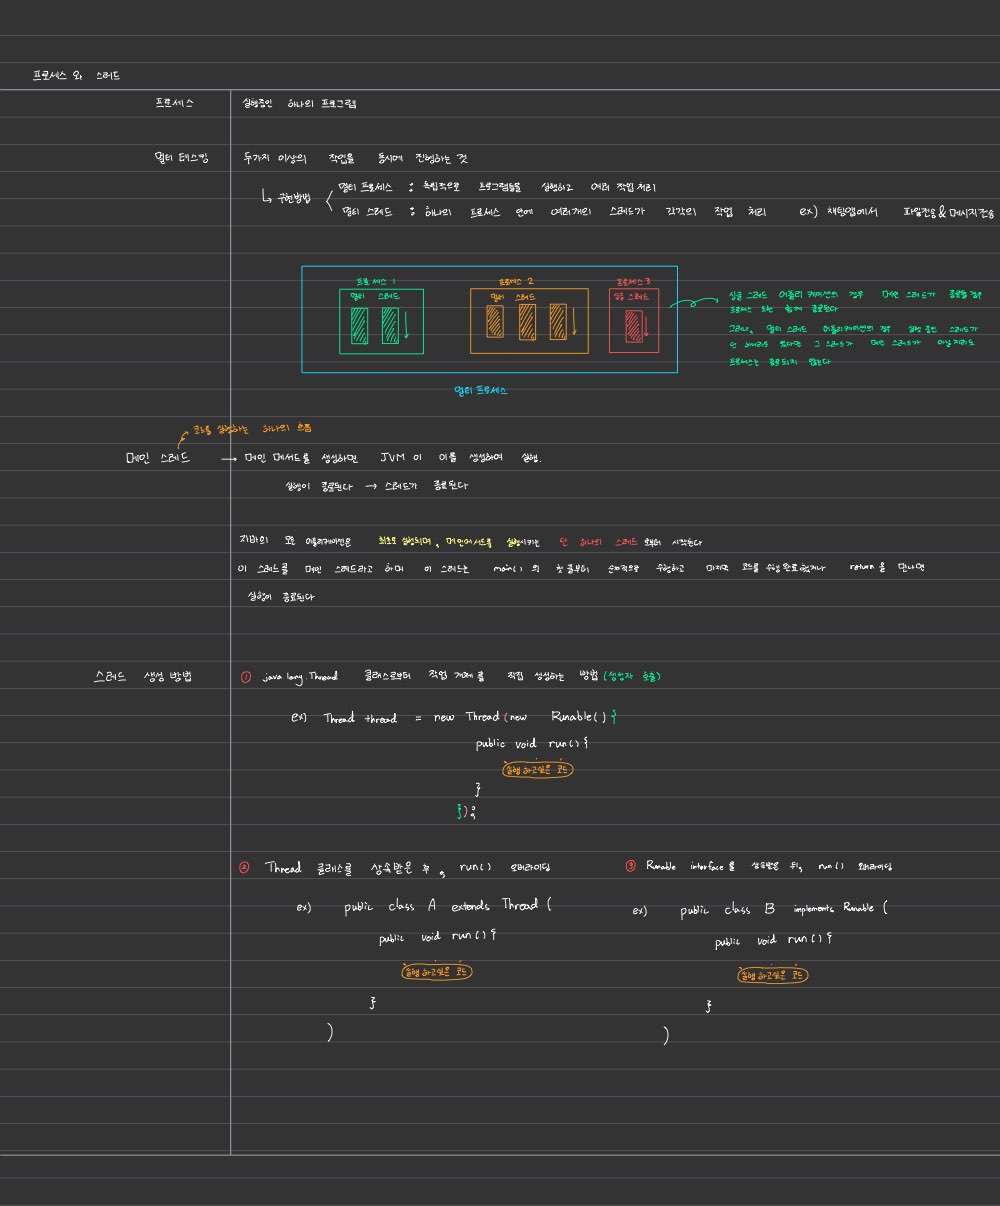 프로세스 와 스레드
프로세스 실행중인 하나의 프로그램
멀티 테스킹 두가지 이상의 작업을 동시에 진행하는 것
↳ 구현방법
멀티 프로세스 : 독립적으로 프로그램들을 실행하고 여러 작업 처리
멀티 스레드 : 하나의 프로세스 안에 여러개의 스레드가 각각의 작업 처리 ex) 채팅앱에서 파일전송 & 메시지 전송
프로세스 1 프로세스 2 프로세스 3
멀티 스레드 멀티 스레드 싱글 스레드
싱글 스레드 어플리케이션의 경우 메인 스레드가 종료될 경우
프로세스 또한 함께 종료된다
그러나, 멀티 스레드 어플리케이션의 경우 실행 중인 스레드가
단 하나라도 있다면 그 스레드가 메인 스레드가 아닐지라도
프로세스는 종료되지 않는다
멀티 프로세스
코드를 실행하는 하나의 흐름
메인 스레드 → 메인 메서드를 생성하면 JVM 이 이를 생성하여 실행.
실행이 종료된다 → 스레드가 종료된다
자바의 모든 어플리케이션은 최초로 실행되며, 메인메서드를 실행시키는 단 하나의 스레드 로부터 시작된다
이 스레드를 메인 스레드라고 하며 이 스레드는 main() 의 첫 줄부터 순차적으로 수행하고 마지막 코드를 수행 완료했거나 return 을 만나면
실행이 종료된다
스레드 생성 방법 ① java lang.Thread 클래스로부터 작업 객체를 직접 생성하는 방법 (생성자 호출)
ex) Thread thread = new Thread(new Runable() {
public void run() {
실행 하고싶은 코드
}
});
② Thread 클래스를 상속받은 후, run() 오버라이딩
ex) public class A extends Thread {
public void run() {
실행 하고싶은 코드
}
)
③ Runable interface 를 상속받은 뒤, run() 오버라이딩
ex) public class B implements Runable {
public void run() {
실행 하고싶은 코드
}
)